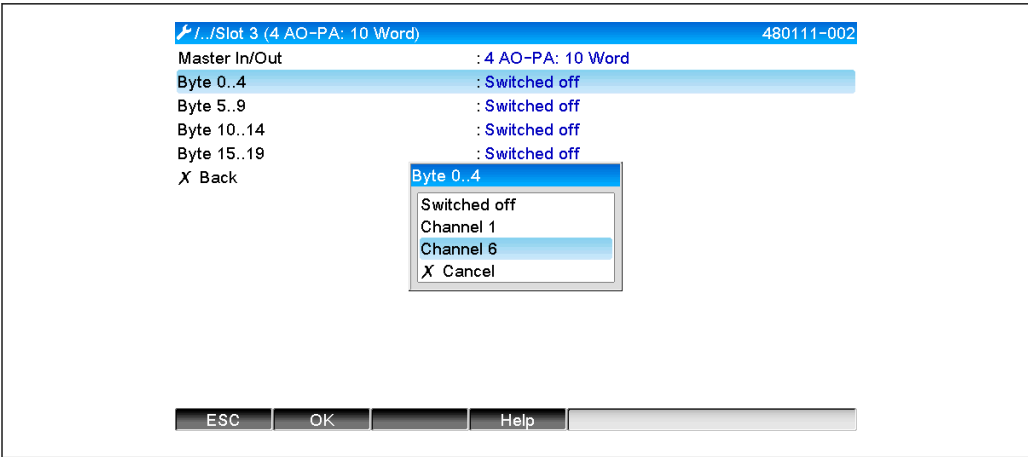 /../Slot 3 (4 AO-PA: 10 Word) 480111-002
Master In/Out : 4 AO-PA: 10 Word
Byte 0..4 : Switched off
Byte 5..9 : Switched off
Byte 10..14 : Switched off
Byte 15..19 : Switched off
X Back
Byte 0..4
Switched off
Channel 1
Channel 6
X Cancel
ESC OK Help